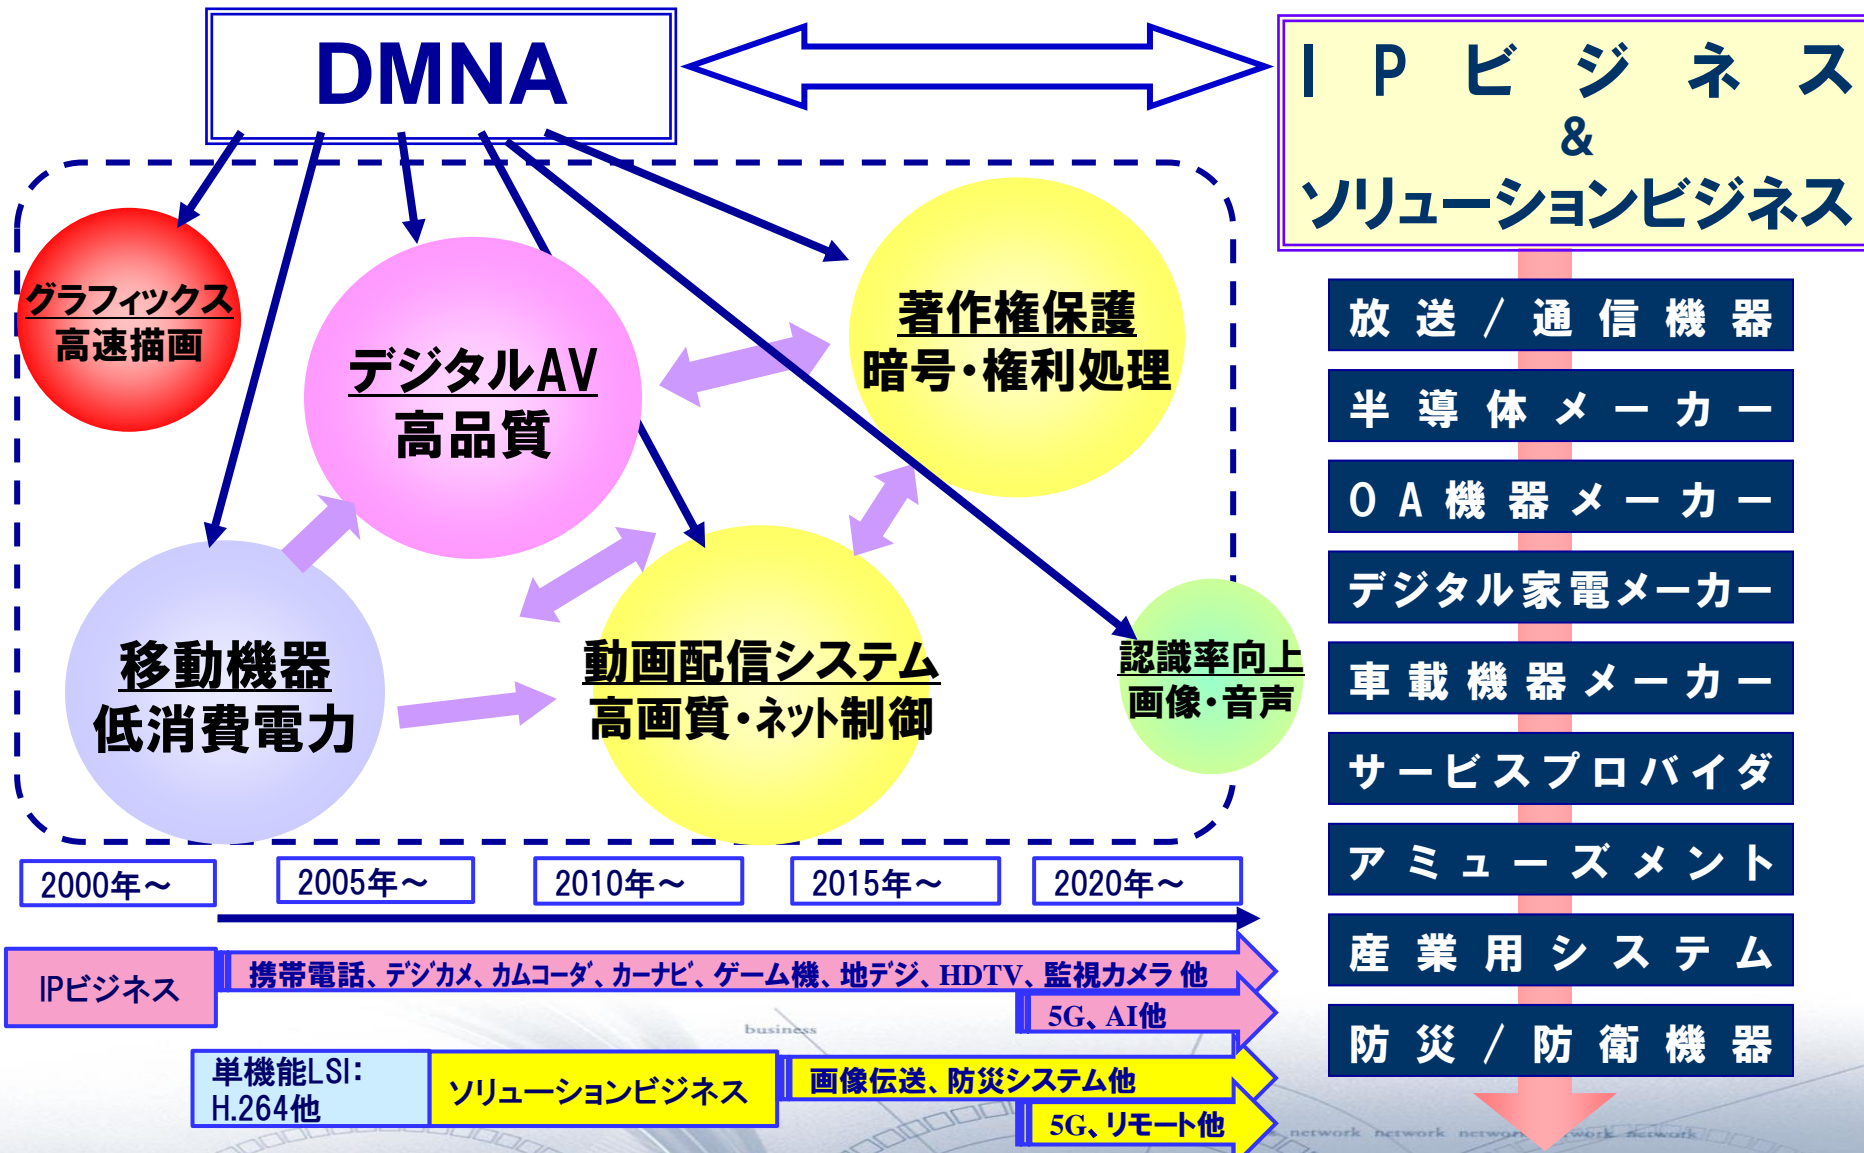 DMNA
IPビジネス
&
ソリューションビジネス
グラフィックス
高速描画
デジタルAV
高品質
著作権保護
暗号・権利処理
移動機器
低消費電力
動画配信システム
高画質・ネット制御
認識率向上
画像・音声
放送/通信機器
半導体メーカー
OA機器メーカー
デジタル家電メーカー
車載機器メーカー
サービスプロバイダ
アミューズメント
産業用システム
防災/防衛機器
2000年～
2005年～
2010年～
2015年～
2020年～
IPビジネス
携帯電話、デジカメ、カムコーダ、カーナビ、ゲーム機、地デジ、HDTV、監視カメラ 他
5G、AI他
単機能LSI:
H.264他
ソリューションビジネス
画像伝送、防災システム他
5G、リモート他
business
network network network network network